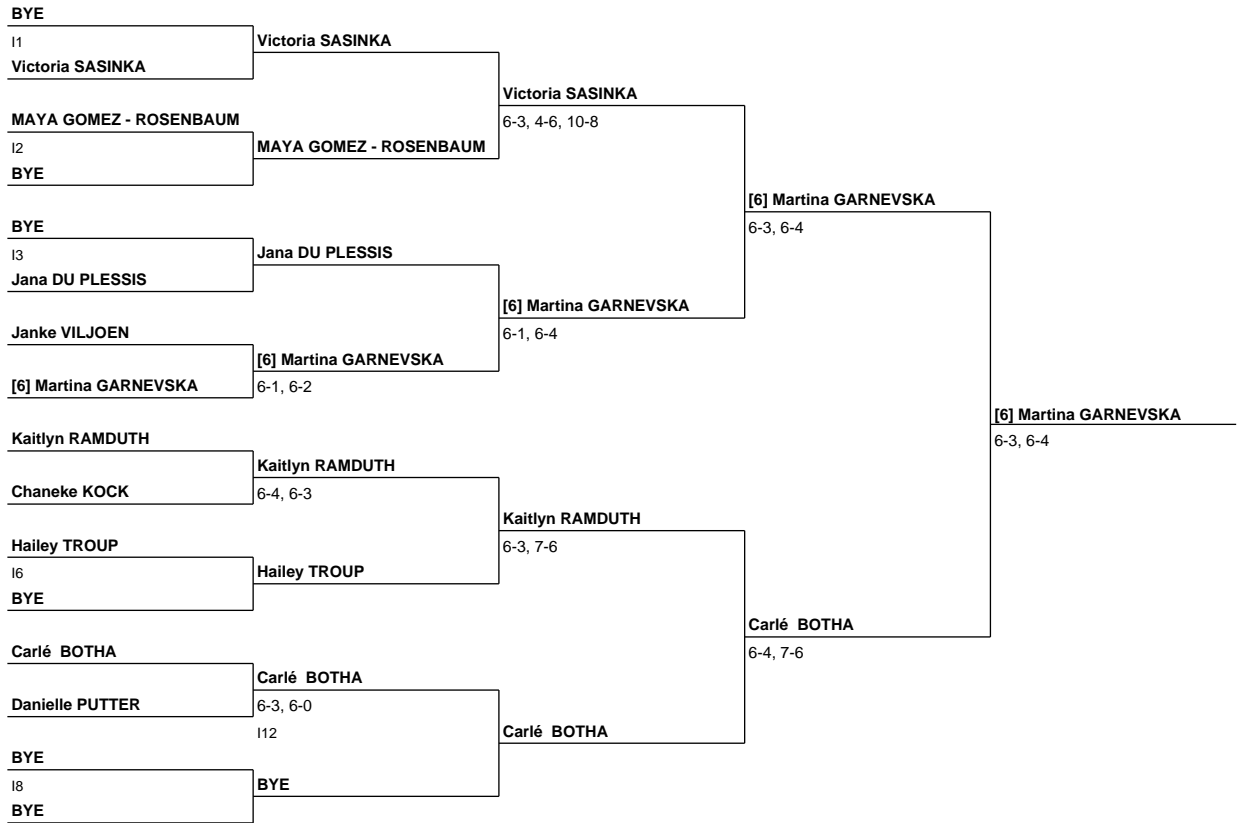 BYE
I1
Victoria SASINKA
Victoria SASINKA
MAYA GOMEZ - ROSENBAUM
I2
BYE
MAYA GOMEZ - ROSENBAUM
Victoria SASINKA
6-3, 4-6, 10-8
BYE
I3
Jana DU PLESSIS
Jana DU PLESSIS
Janke VILJOEN
[6] Martina GARNEVSKA
[6] Martina GARNEVSKA
6-1, 6-2
[6] Martina GARNEVSKA
6-1, 6-4
[6] Martina GARNEVSKA
6-3, 6-4
Kaitlyn RAMDUTH
Chaneke KOCK
Kaitlyn RAMDUTH
6-4, 6-3
Hailey TROUP
I6
BYE
Hailey TROUP
Kaitlyn RAMDUTH
6-3, 7-6
Carlé  BOTHA
Danielle PUTTER
Carlé  BOTHA
6-3, 6-0
I12
BYE
I8
BYE
BYE
Carlé  BOTHA
Carlé  BOTHA
6-4, 7-6
[6] Martina GARNEVSKA
6-3, 6-4